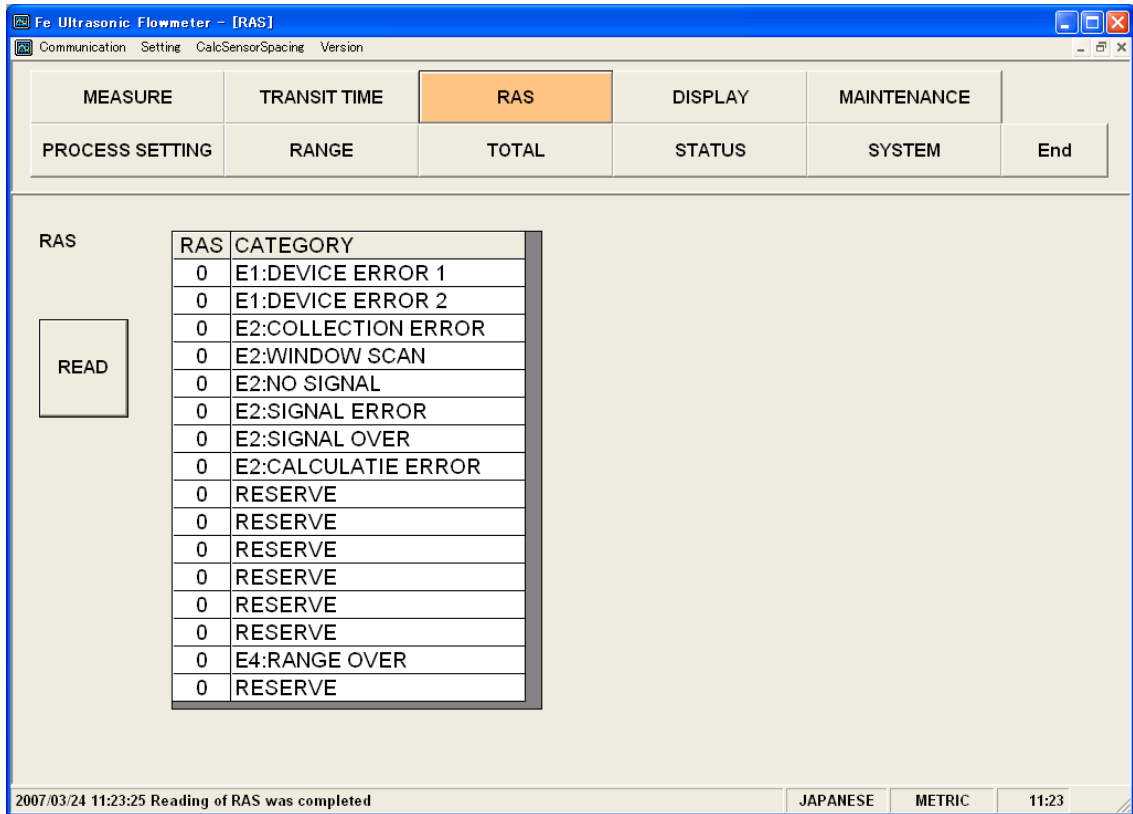 Fe Ultrasonic Flowmeter - [RAS]
Communication Setting CalcSensorSpacing Version
MEASURE TRANSIT TIME RAS DISPLAY MAINTENANCE
PROCESS SETTING RANGE TOTAL STATUS SYSTEM End
RAS
READ
RAS CATEGORY
0 E1:DEVICE ERROR 1
0 E1:DEVICE ERROR 2
0 E2:COLLECTION ERROR
0 E2:WINDOW SCAN
0 E2:NO SIGNAL
0 E2:SIGNAL ERROR
0 E2:SIGNAL OVER
0 E2:CALCULATIE ERROR
0 RESERVE
0 RESERVE
0 RESERVE
0 RESERVE
0 RESERVE
0 RESERVE
0 E4:RANGE OVER
0 RESERVE
2007/03/24 11:23:25 Reading of RAS was completed JAPANESE METRIC 11:23